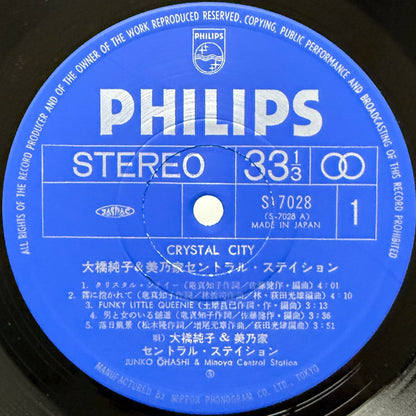 ALL RIGHTS OF THE RECORD PRODUCER AND OF THE OWNER OF THE WORK REPRODUCED RESERVED. COPYING, PUBLIC PERFORMANCE AND BROADCASTING OF THIS RECORD PROHIBITED
PHILIPS
PHILIPS
STEREO 33 1/3
JASRAC
S-7028
(S-7028 A)
MADE IN JAPAN
1
CRYSTAL CITY
大橋純子&美乃家セントラル・ステイション
1. クリスタル・シティー (竜真知子作詞/佐藤健作・編曲) 4:01
2. 霧に抱かれて (竜真知子作詞/林哲司作曲/林・萩田光雄編曲) 4:10
3. FUNKY LITTLE QUEENIE (土屋昌巳作詞・作・編曲) 3:40
4. 男と女のいる舗道 (竜真知子作詞/佐藤健作・編曲) 3:36
5. 落日風景 (松本隆作詞/増尾元章作曲/萩田光雄編曲) 5:05
唄) 大橋純子 & 美乃家
セントラル・ステイション
JUNKO ŌHASHI & Minoya Central Station
MANUFACTURED BY NIPPON PHONOGRAM CO., LTD., TOKYO